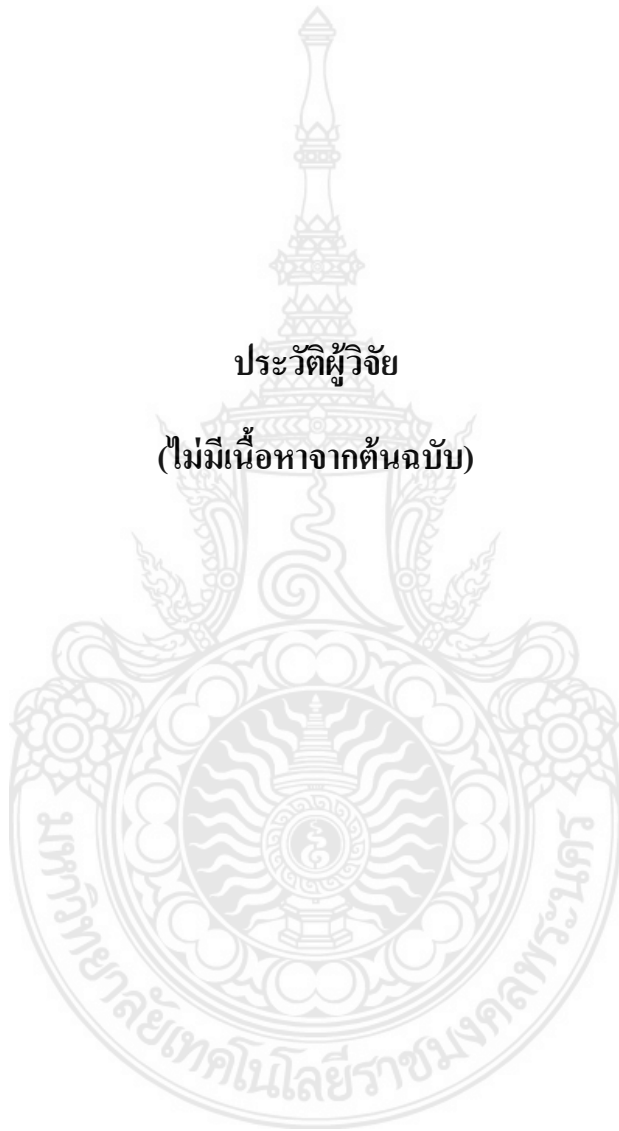 ประวัติผู้วิจัย
(ไม่มีเนื้อหาจากต้นฉบับ)
มหาวิทยาลัยเทคโนโลยีราชมงคลพระนคร